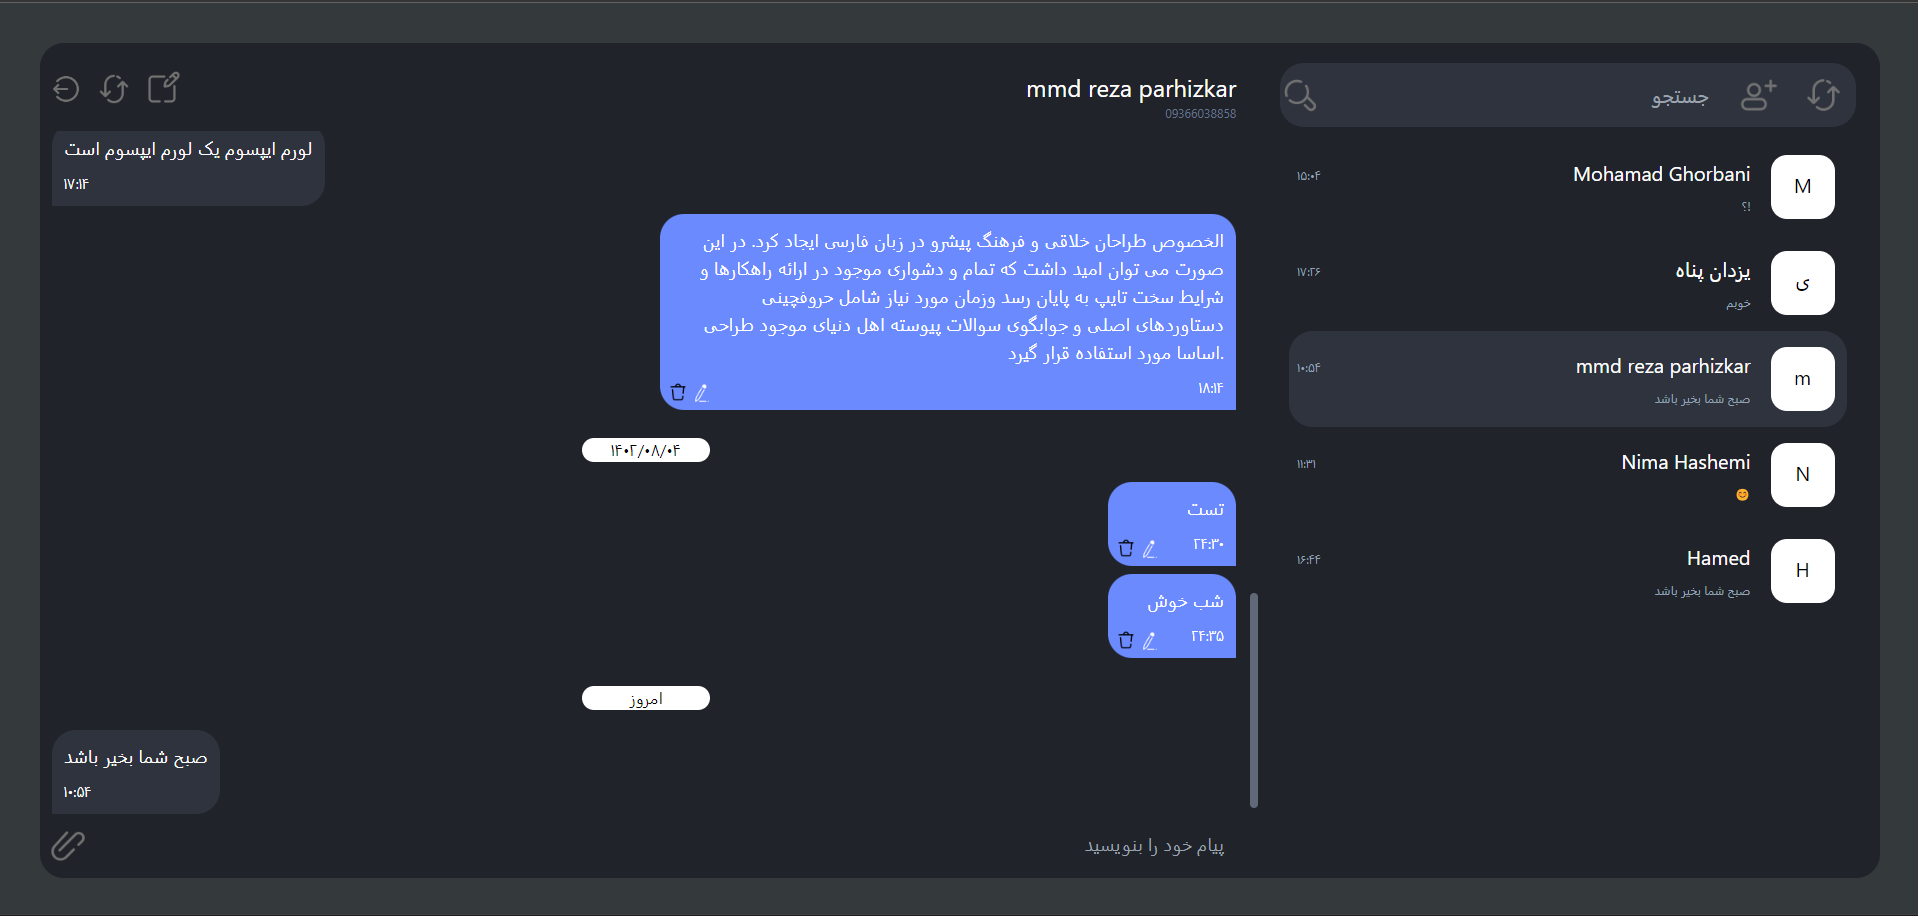 جستجو
Mohamad Ghorbani
۱۵:۰۴
؟!
M
یزدان پناه
۱۷:۲۶
خوبم
ی
mmd reza parhizkar
۱۰:۵۴
صبح شما بخیر باشد
m
Nima Hashemi
۱۱:۳۱
😊
N
Hamed
۱۶:۴۴
صبح شما بخیر باشد
H
mmd reza parhizkar
09366038858
لورم ایپسوم یک لورم ایپسوم است
۱۷:۱۴
الخصوص طراحان خلاقی و فرهنگ پیشرو در زبان فارسی ایجاد کرد. در این
صورت می توان امید داشت که تمام و دشواری موجود در ارائه راهکارها و
شرایط سخت تایپ به پایان رسد وزمان مورد نیاز شامل حروفچینی
دستاوردهای اصلی و جوابگوی سوالات پیوسته اهل دنیای موجود طراحی
اساسا مورد استفاده قرار گیرد.
۱۸:۱۴
۱۴۰۲/۰۸/۰۴
تست
۲۴:۳۰
شب خوش
۲۴:۳۵
امروز
صبح شما بخیر باشد
۱۰:۵۴
پیام خود را بنویسید